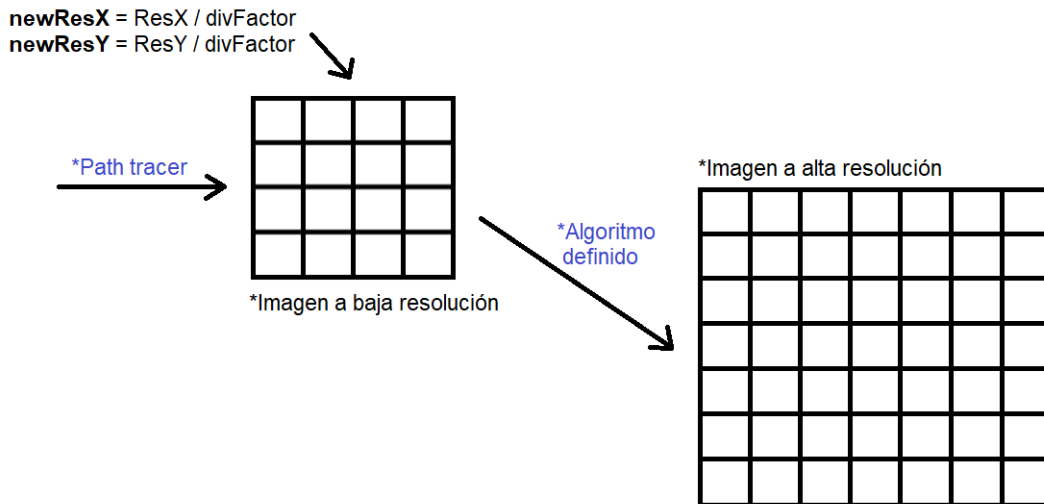 newResX = ResX / divFactor
newResY = ResY / divFactor
*Path tracer
*Imagen a baja resolución
*Algoritmo
definido
*Imagen a alta resolución